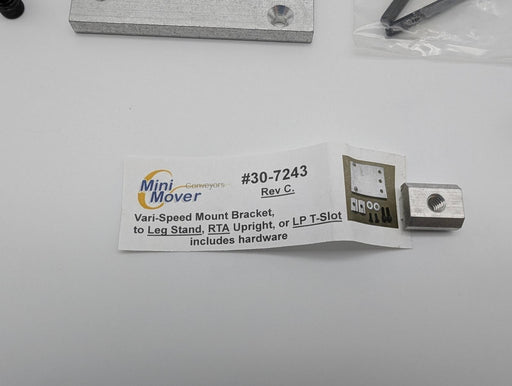 Mini Conveyors
Mover
#30-7243
Rev C.
Vari-Speed Mount Bracket,
to Leg Stand, RTA Upright, or LP T-Slot
includes hardware